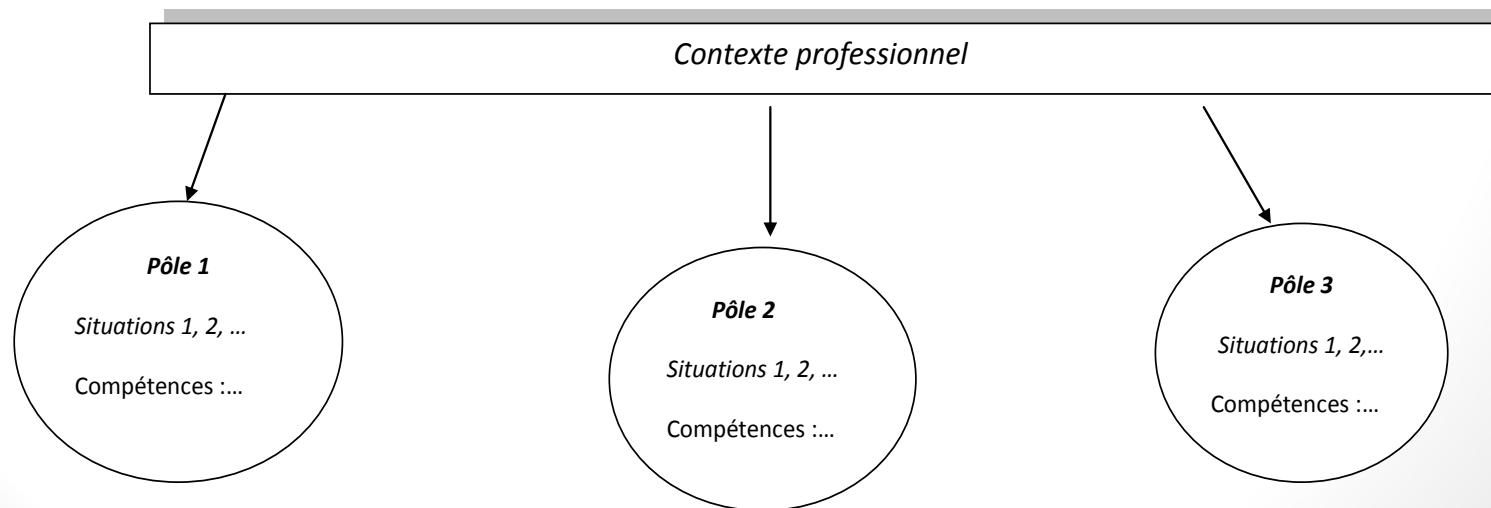 Contexte professionnel
Pôle 1
Situations 1, 2, …
Compétences :…
Pôle 2
Situations 1, 2, …
Compétences :…
Pôle 3
Situations 1, 2,…
Compétences :…